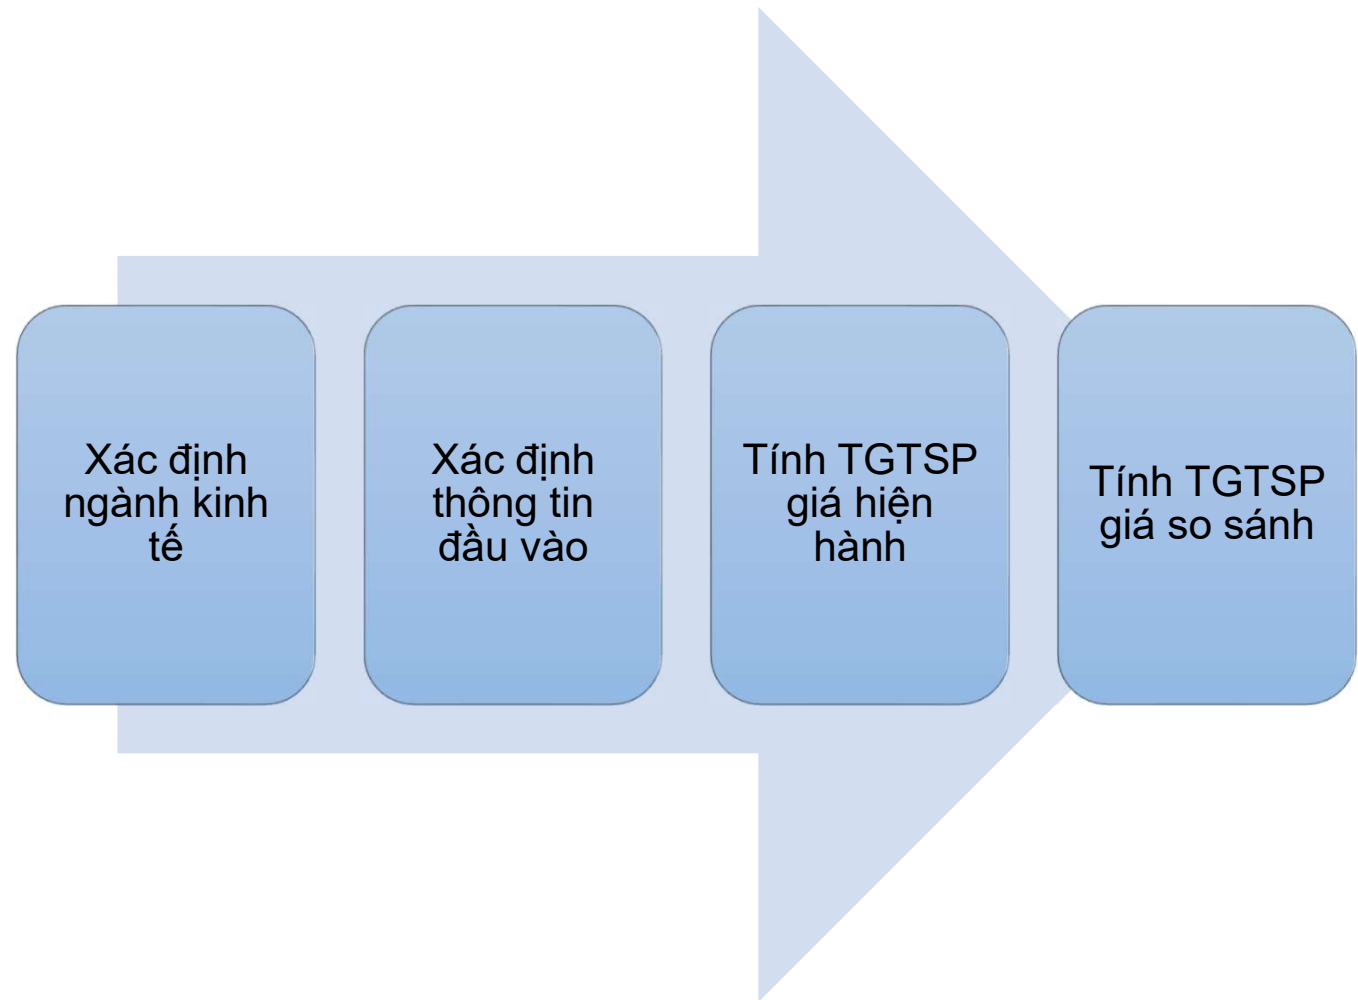 Xác định
ngành kinh
tế
Xác định
thông tin
đầu vào
Tính TGTSP
giá hiện
hành
Tính TGTSP
giá so sánh